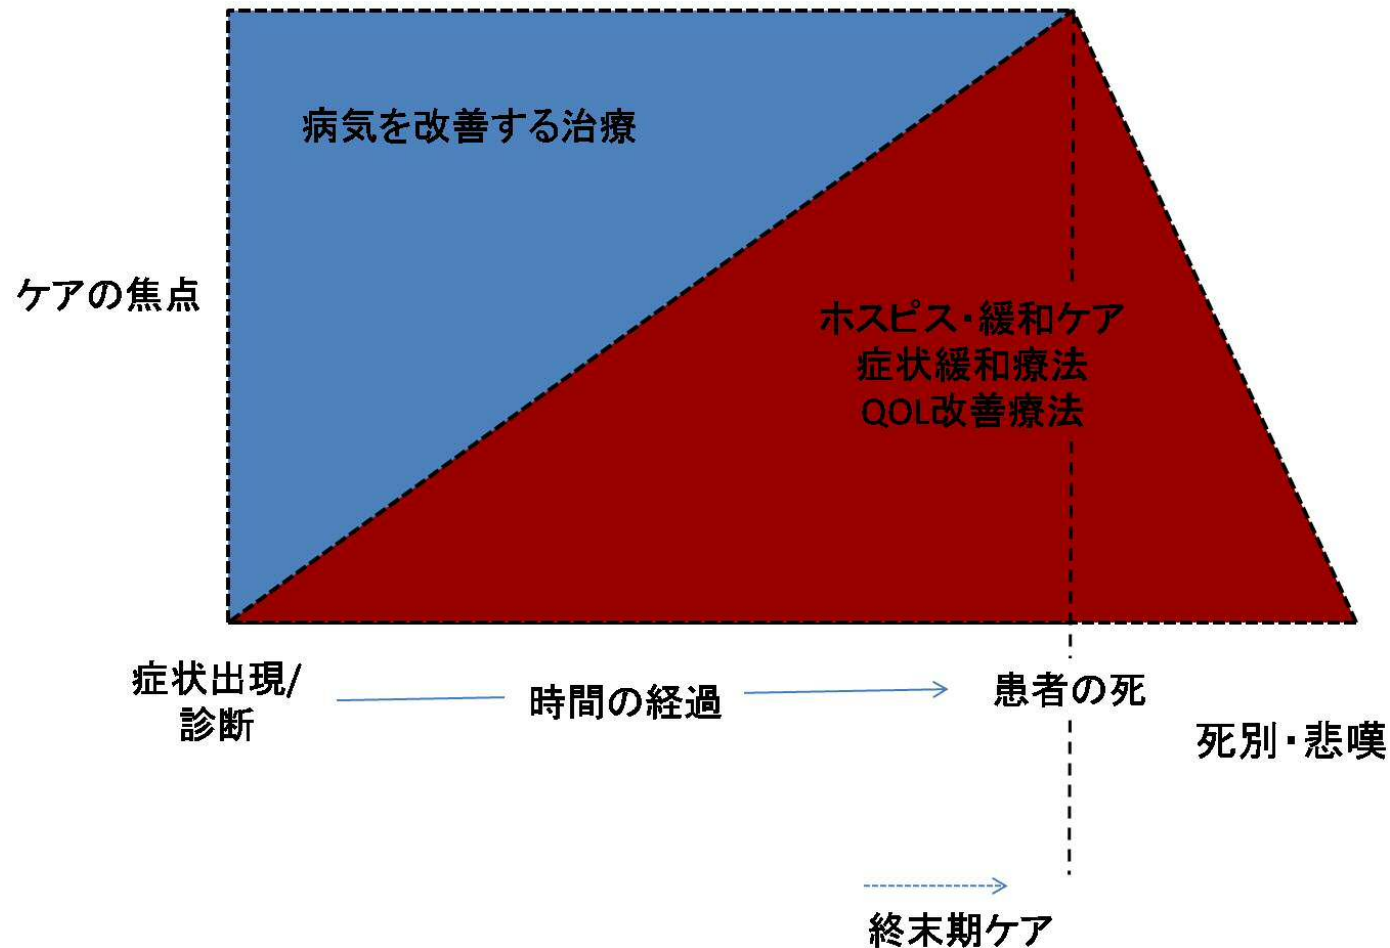 病気を改善する治療
ケアの焦点
ホスピス・緩和ケア
症状緩和療法
QOL改善療法
症状出現/
診断
時間の経過
患者の死
死別・悲嘆
終末期ケア